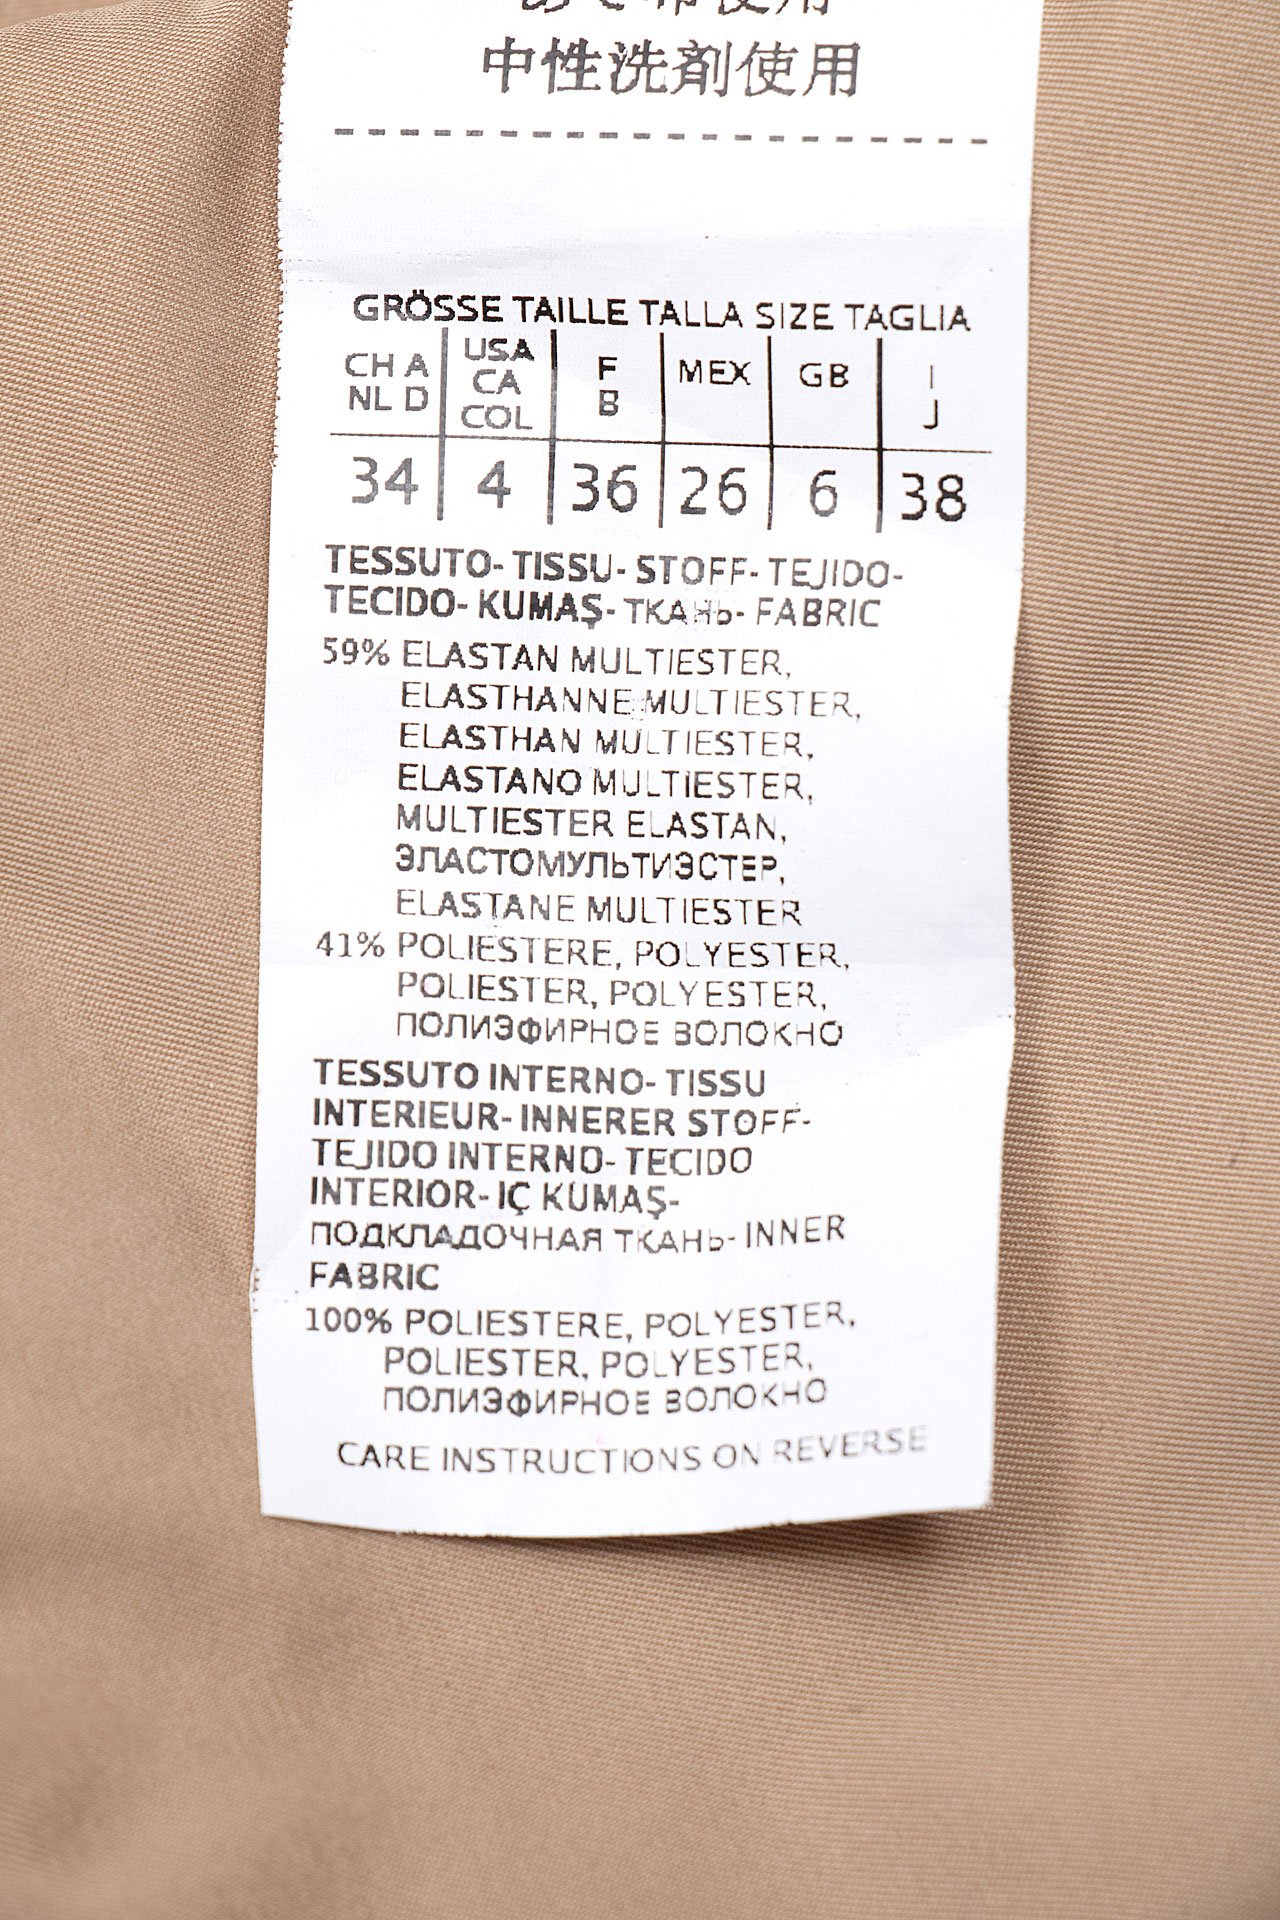 中性洗剤使用
GRÖSSE TAILLE TALLA SIZE TAGLIA
CH A NL D | USA CA COL | F B | MEX | GB | I J
34 | 4 | 36 | 26 | 6 | 38
TESSUTO- TISSU- STOFF- TEJIDO-
TECIDO- KUMAŞ- ТКАНЬ- FABRIC
59% ELASTAN MULTIESTER,
ELASTHANNE MULTIESTER,
ELASTHAN MULTIESTER,
ELASTANO MULTIESTER,
MULTIESTER ELASTAN,
ЭЛАСТОМУЛЬТИЭСТЕР,
ELASTANE MULTIESTER
41% POLIESTERE, POLYESTER,
POLIESTER, POLYESTER,
ПОЛИЭФИРНОЕ ВОЛОКНО
TESSUTO INTERNO- TISSU
INTERIEUR- INNERER STOFF-
TEJIDO INTERNO- TECIDO
INTERIOR- IÇ KUMAŞ-
ПОДКЛАДОЧНАЯ ТКАНЬ- INNER
FABRIC
100% POLIESTERE, POLYESTER,
POLIESTER, POLYESTER,
ПОЛИЭФИРНОЕ ВОЛОКНО
CARE INSTRUCTIONS ON REVERSE